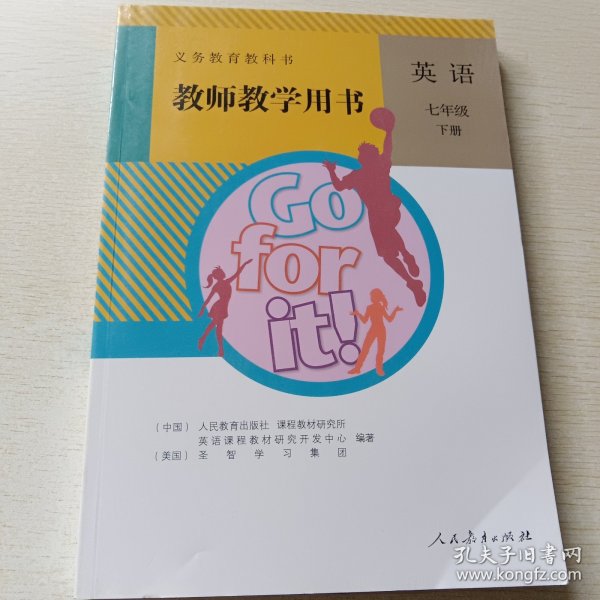 义务教育教科书
教师教学用书
英语
七年级
下册
Go
for
it!
(中国) 人民教育出版社 课程教材研究所
英语课程教材研究开发中心 编著
(美国) 圣智学习集团
人民教育出版社
孔夫子旧书网
www.kongfz.com